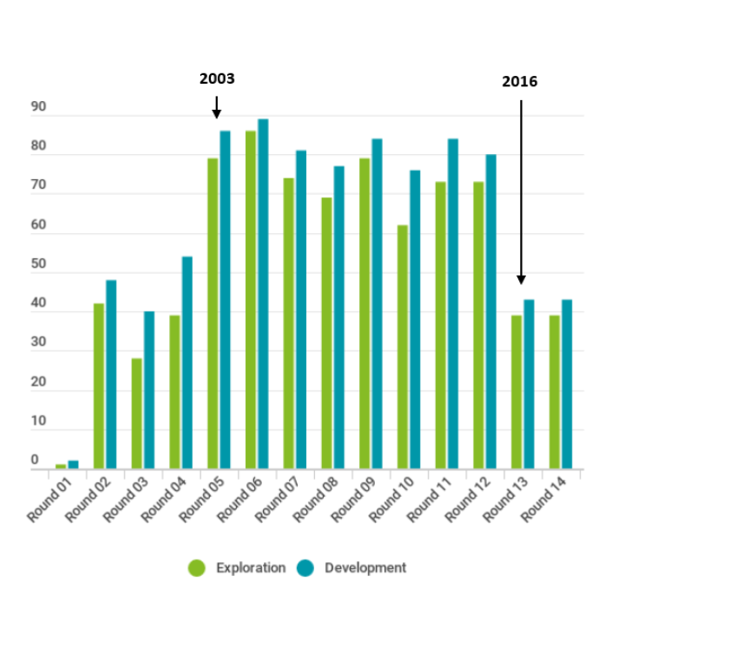 2003
2016
90
80
70
60
50
40
30
20
10
0
Round 01
Round 02
Round 03
Round 04
Round 05
Round 06
Round 07
Round 08
Round 09
Round 10
Round 11
Round 12
Round 13
Round 14
Exploration Development